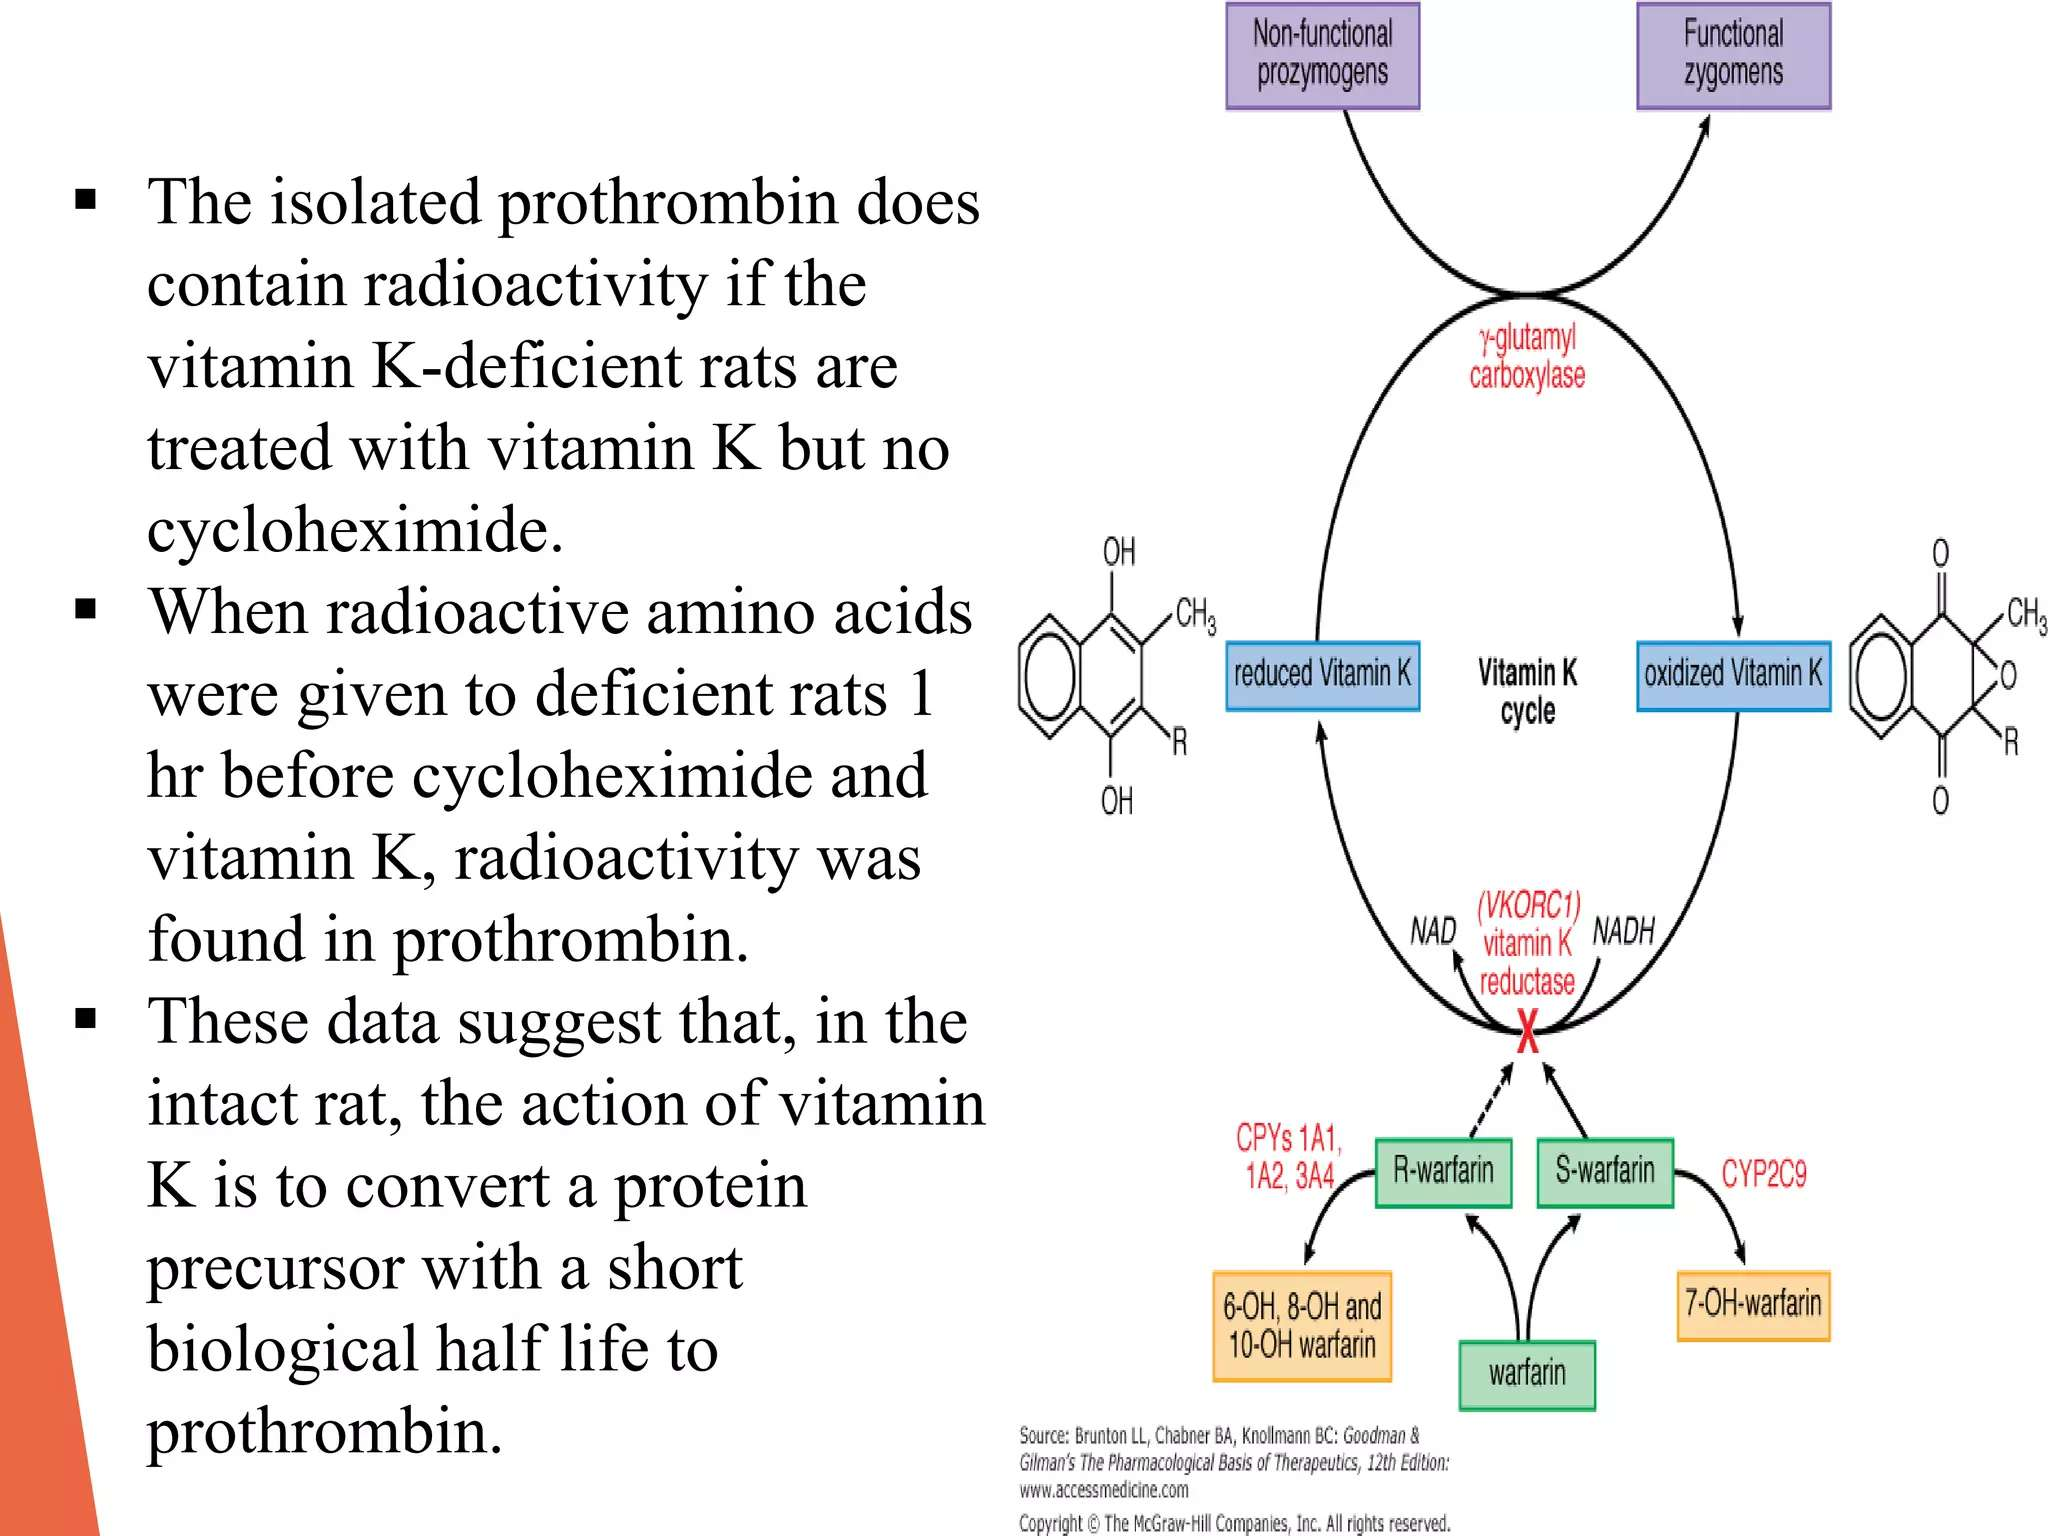 ▪ The isolated prothrombin does
contain radioactivity if the
vitamin K-deficient rats are
treated with vitamin K but no
cycloheximide.
▪ When radioactive amino acids
were given to deficient rats 1
hr before cycloheximide and
vitamin K, radioactivity was
found in prothrombin.
▪ These data suggest that, in the
intact rat, the action of vitamin
K is to convert a protein
precursor with a short
biological half life to
prothrombin.
Non-functional
prozymogens
Functional
zygomens
γ-glutamyl
carboxylase
OH
CH3
R
OH
reduced Vitamin K
Vitamin K
cycle
oxidized Vitamin K
O
CH3
O
R
O
NAD
(VKORC1)
vitamin K
reductase
NADH
X
CPYs 1A1,
1A2, 3A4
R-warfarin
S-warfarin
CYP2C9
6-OH, 8-OH and
10-OH warfarin
7-OH-warfarin
warfarin
Source: Brunton LL, Chabner BA, Knollmann BC: Goodman &
Gilman's The Pharmacological Basis of Therapeutics, 12th Edition:
www.accessmedicine.com
Copyright © The McGraw-Hill Companies, Inc. All rights reserved.